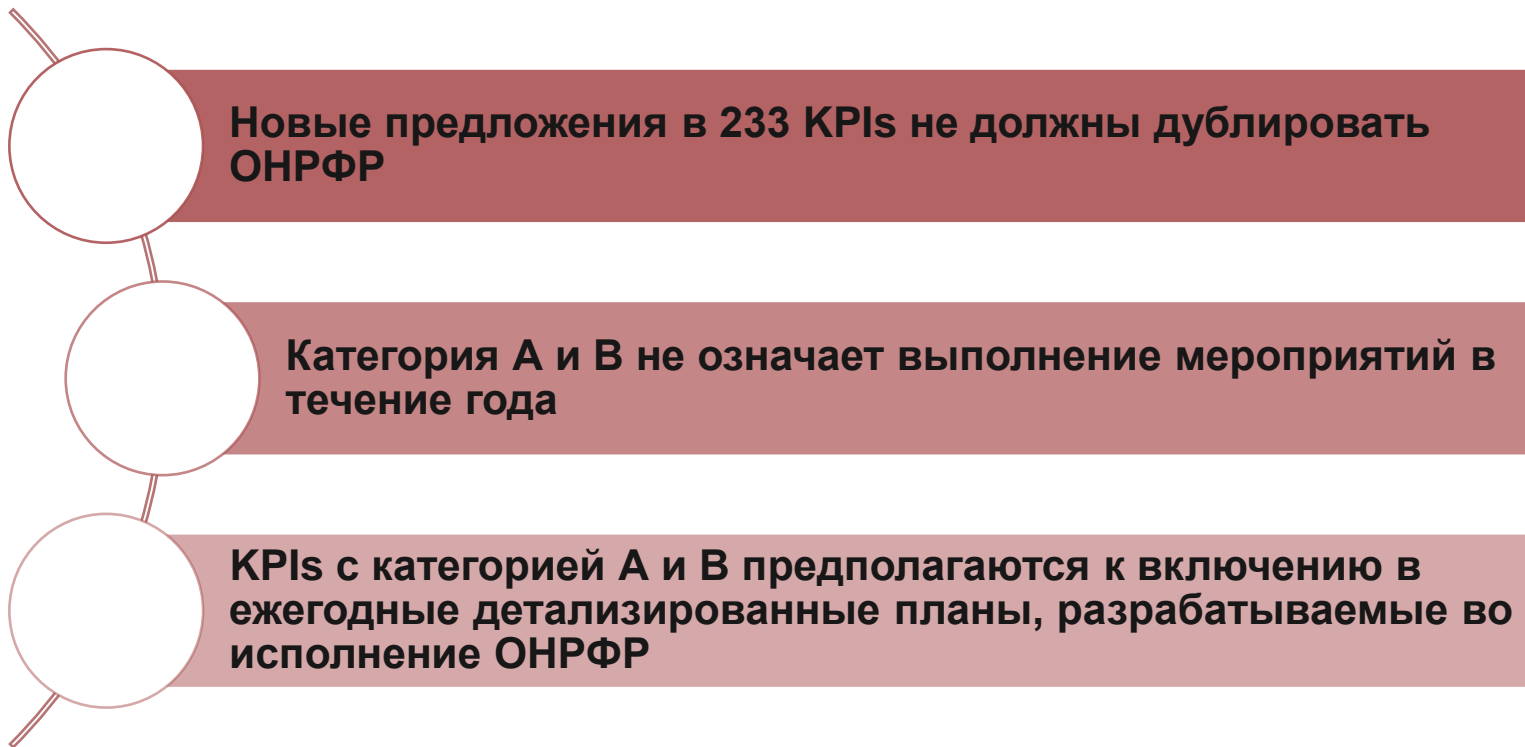 Новые предложения в 233 KPIs не должны дублировать
ОНРФР
Категория А и В не означает выполнение мероприятий в
течение года
KPIs с категорией А и В предполагаются к включению в
ежегодные детализированные планы, разрабатываемые во
исполнение ОНРФР